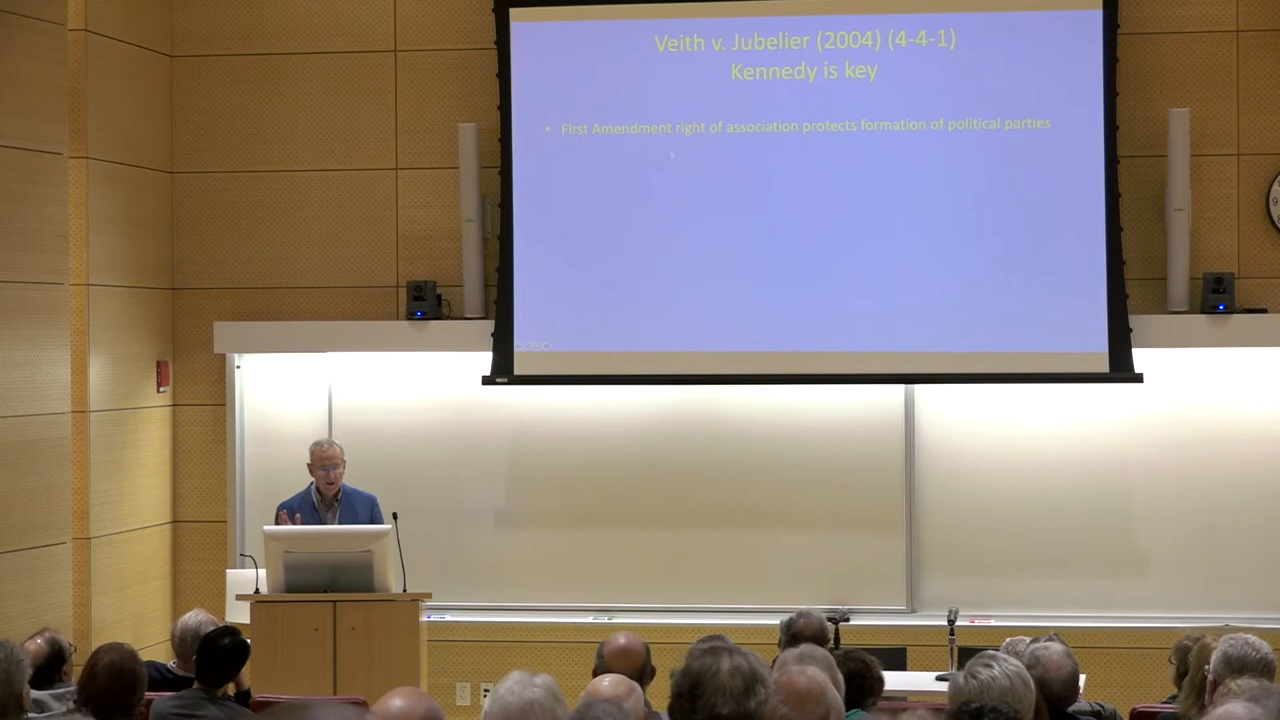 Veith v. Jubelier (2004) (4-4-1)
Kennedy is key
• First Amendment right of association protects formation of political parties